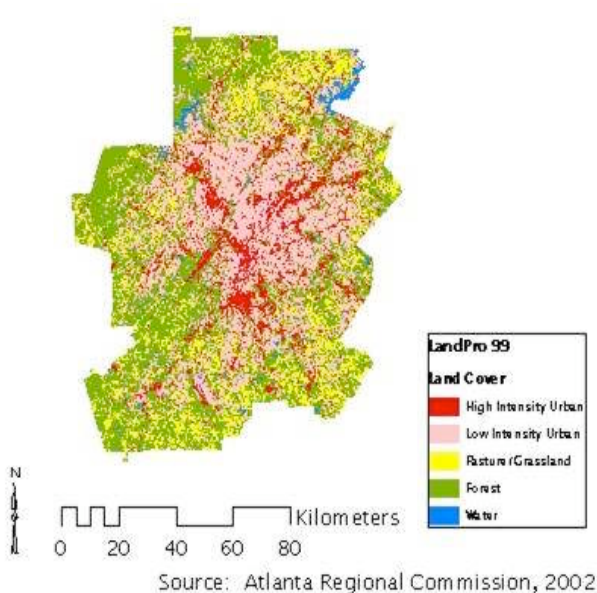 LandPro 99
Land Cover
High Intensity Urban
Low Intensity Urban
Pasture/Grassland
Forest
Water
N
Kilometers
0 20 40 60 80
Source: Atlanta Regional Commission, 2002